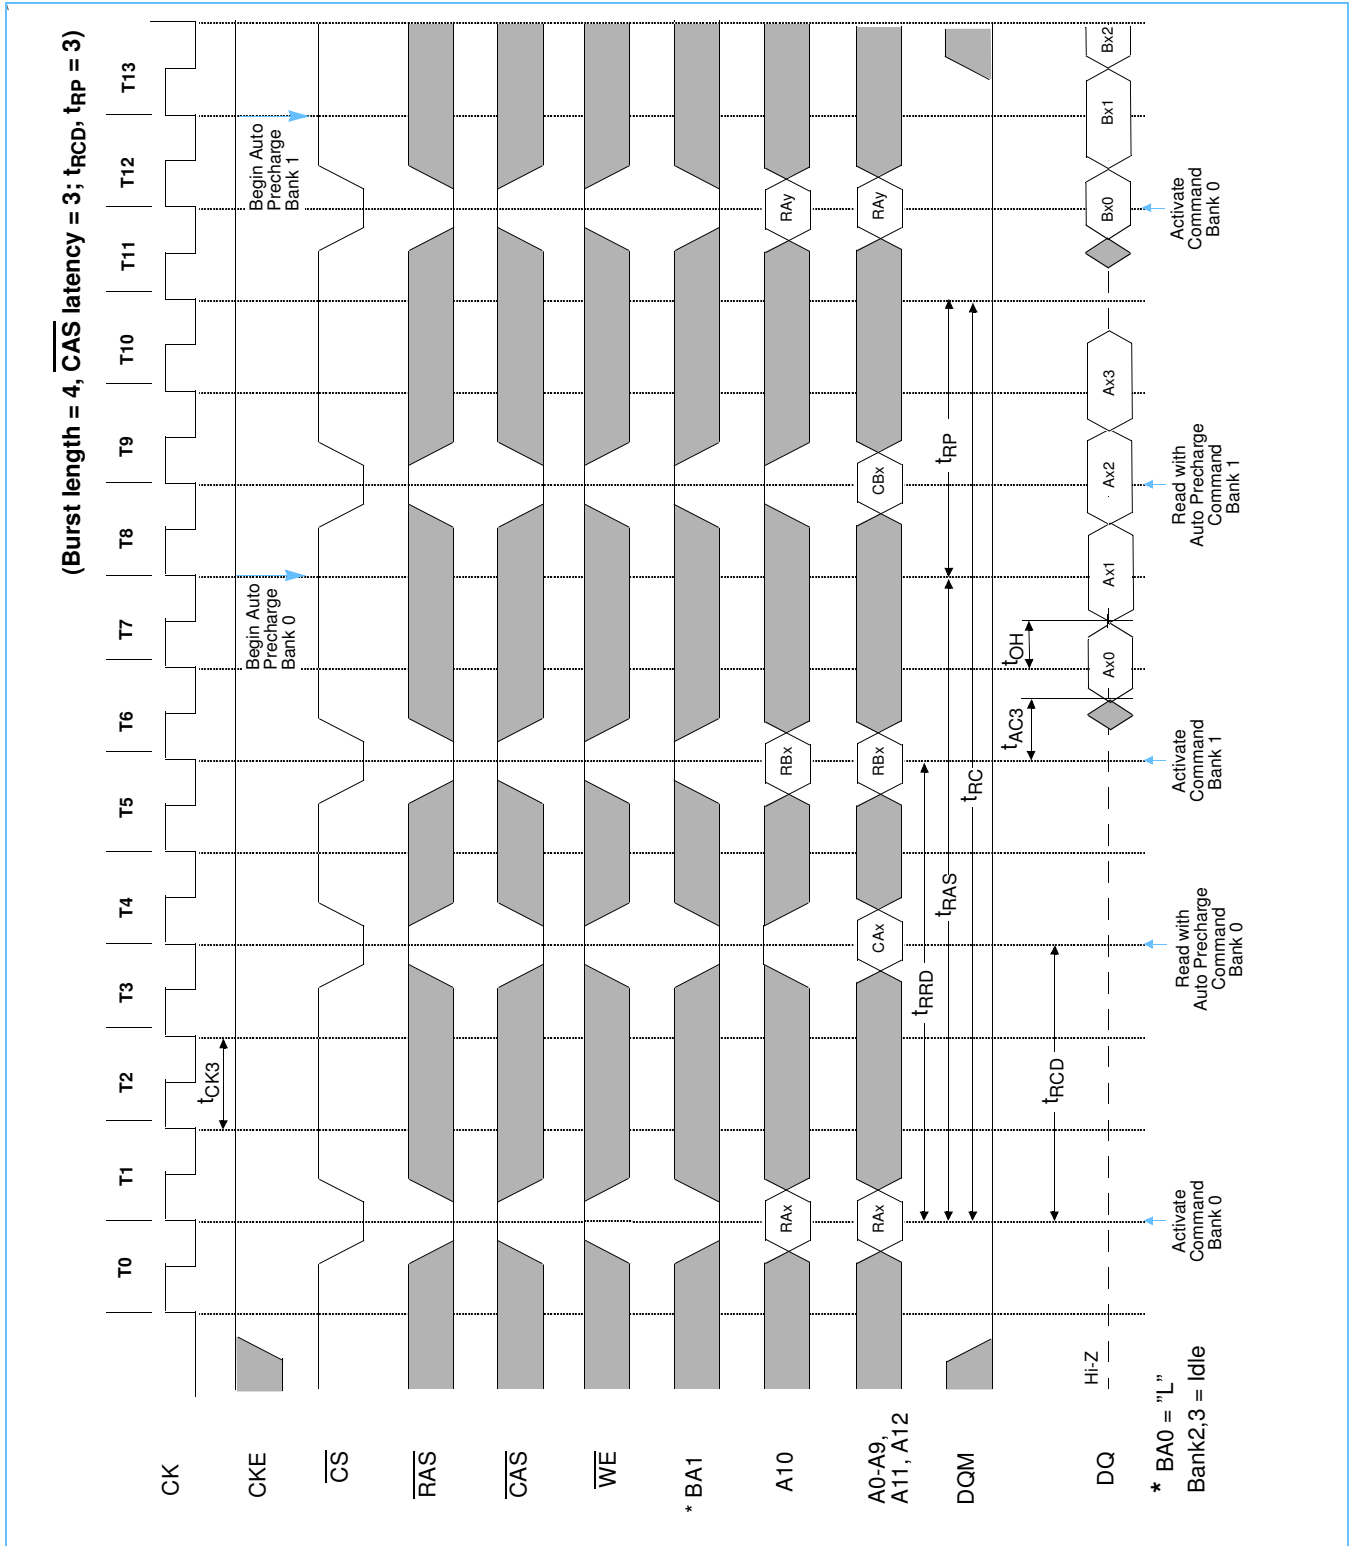 (Burst length = 4, CAS latency = 3; tRCD, tRP = 3)
T0 T1 T2 T3 T4 T5 T6 T7 T8 T9 T10 T11 T12 T13
CK
tCK3
CKE
Begin Auto
Precharge
Bank 0
Begin Auto
Precharge
Bank 1
CS
RAS
CAS
WE
* BA1
A10
RAx RBx RAy
A0-A9,
A11, A12
RAx CAx RBx CBx RAy
tRRD
tRAS tRP
tRC
DQM
tAC3 tOH
tRCD
DQ
Hi-Z
Ax0 Ax1 Ax2 Ax3 Bx0 Bx1 Bx2
Activate
Command
Bank 0
Read with
Auto Precharge
Command
Bank 0
Activate
Command
Bank 1
Read with
Auto Precharge
Command
Bank 1
Activate
Command
Bank 0
* BA0 = ”L”
Bank2,3 = Idle